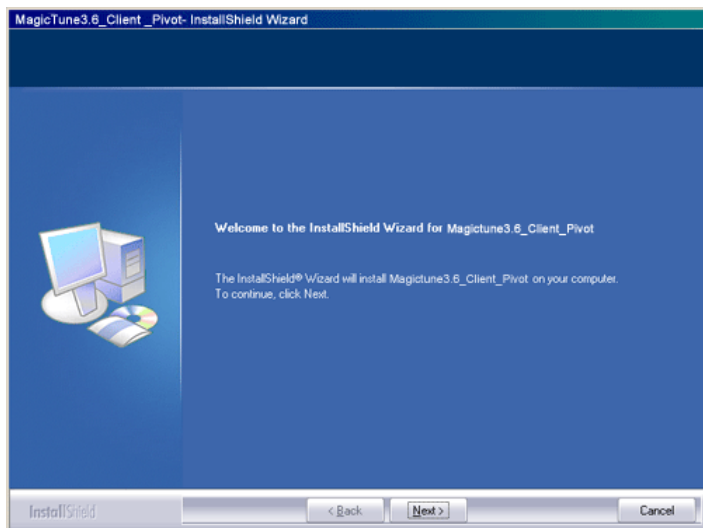 MagicTune3.6_Client _Pivot- InstallShield Wizard
Welcome to the InstallShield Wizard for Magictune3.6_Client_Pivot
The InstallShield® Wizard will install Magictune3.6_Client_Pivot on your computer.
To continue, click Next.
InstallShield
< Back
Next >
Cancel